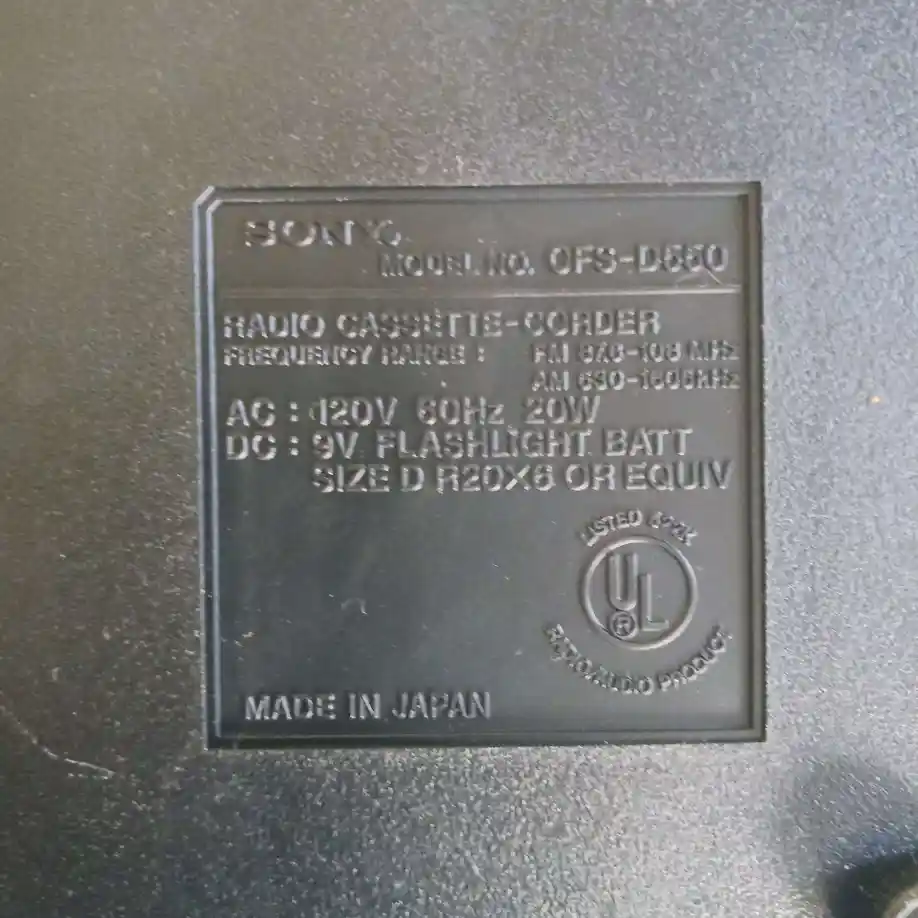 SONY
MODEL NO. CFS-D550
RADIO CASSETTE-CORDER
FREQUENCY RANGE : FM 87.6-108 MHz
AM 530-1605kHz
AC : 120V 60Hz 20W
DC : 9V FLASHLIGHT BATT
SIZE D R20X6 OR EQUIV
LISTED
UL
®
RADIO/AUDIO PRODUCT
MADE IN JAPAN